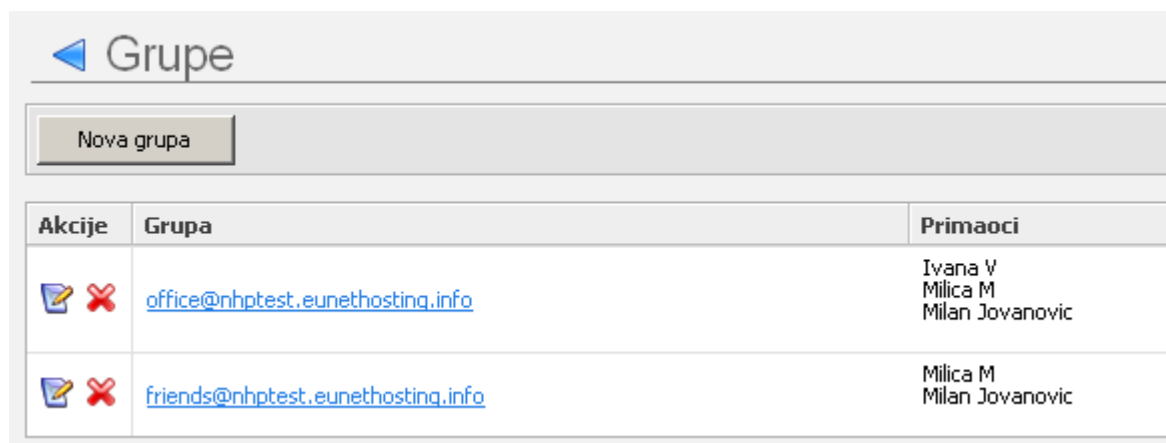 Grupe
Nova grupa
Akcije Grupa Primaoci
office@nhptest.eunethosting.info
Ivana V
Milica M
Milan Jovanovic
friends@nhptest.eunethosting.info
Milica M
Milan Jovanovic